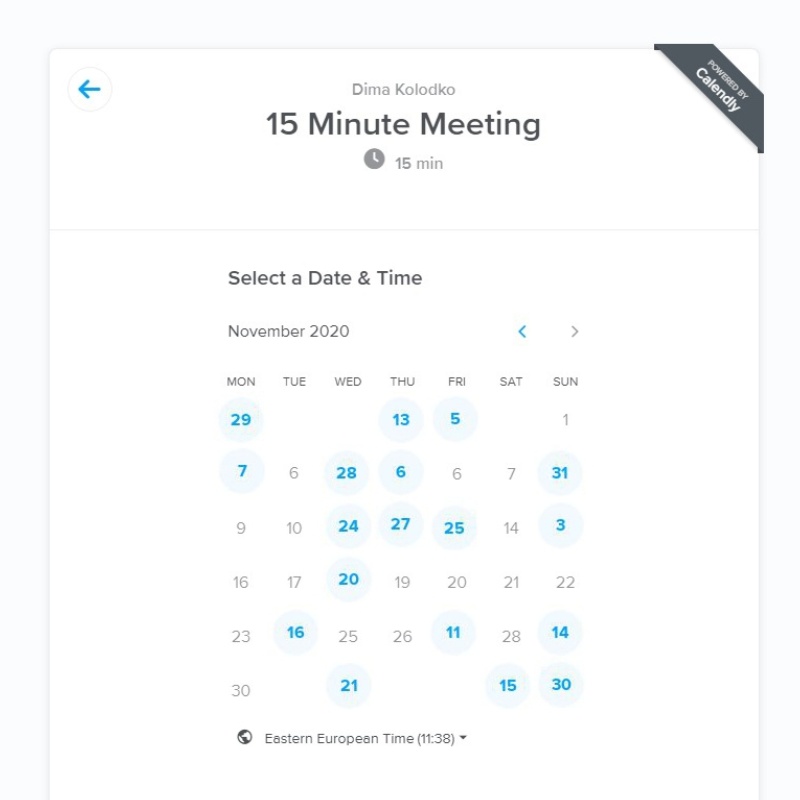 POWERED BY
Calendly
Dima Kolodko
15 Minute Meeting
15 min
Select a Date & Time
November 2020
MON TUE WED THU FRI SAT SUN
29 13 5 1
7 6 28 6 6 7 31
9 10 24 27 25 14 3
16 17 20 19 20 21 22
23 16 25 26 11 28 14
30 21 15 30
Eastern European Time (11:38)